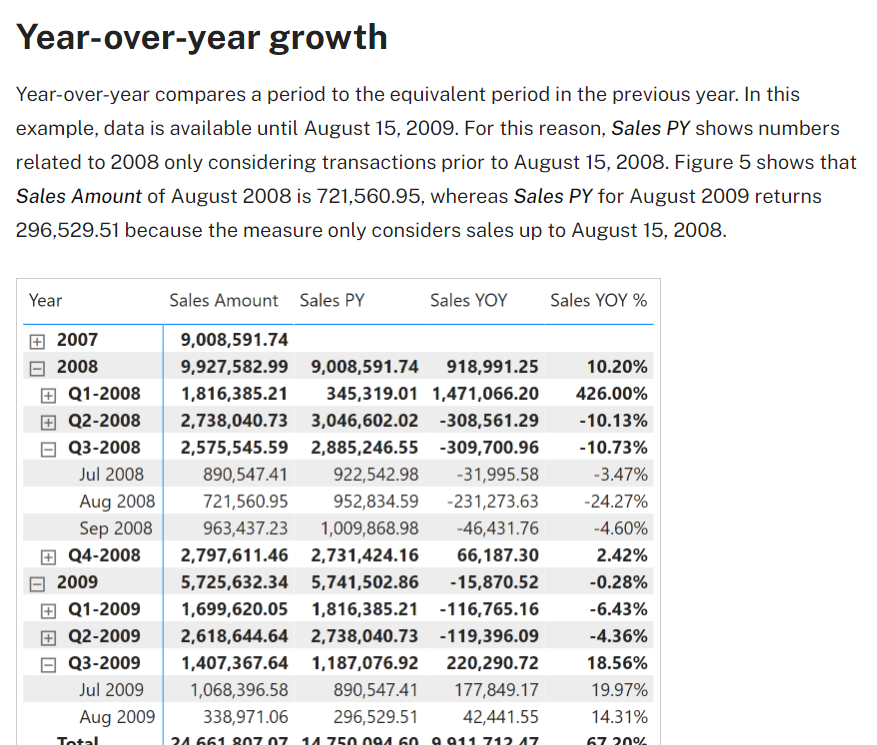 Year-over-year growth
Year-over-year compares a period to the equivalent period in the previous year. In this
example, data is available until August 15, 2009. For this reason, Sales PY shows numbers
related to 2008 only considering transactions prior to August 15, 2008. Figure 5 shows that
Sales Amount of August 2008 is 721,560.95, whereas Sales PY for August 2009 returns
296,529.51 because the measure only considers sales up to August 15, 2008.
Year Sales Amount Sales PY Sales YOY Sales YOY %
2007 9,008,591.74
2008 9,927,582.99 9,008,591.74 918,991.25 10.20%
Q1-2008 1,816,385.21 345,319.01 1,471,066.20 426.00%
Q2-2008 2,738,040.73 3,046,602.02 -308,561.29 -10.13%
Q3-2008 2,575,545.59 2,885,246.55 -309,700.96 -10.73%
Jul 2008 890,547.41 922,542.98 -31,995.58 -3.47%
Aug 2008 721,560.95 952,834.59 -231,273.63 -24.27%
Sep 2008 963,437.23 1,009,868.98 -46,431.76 -4.60%
Q4-2008 2,797,611.46 2,731,424.16 66,187.30 2.42%
2009 5,725,632.34 5,741,502.86 -15,870.52 -0.28%
Q1-2009 1,699,620.05 1,816,385.21 -116,765.16 -6.43%
Q2-2009 2,618,644.64 2,738,040.73 -119,396.09 -4.36%
Q3-2009 1,407,367.64 1,187,076.92 220,290.72 18.56%
Jul 2009 1,068,396.58 890,547.41 177,849.17 19.97%
Aug 2009 338,971.06 296,529.51 42,441.55 14.31%
Total 24,661,807.07 14,750,094.60 9,911,712.47 67.20%